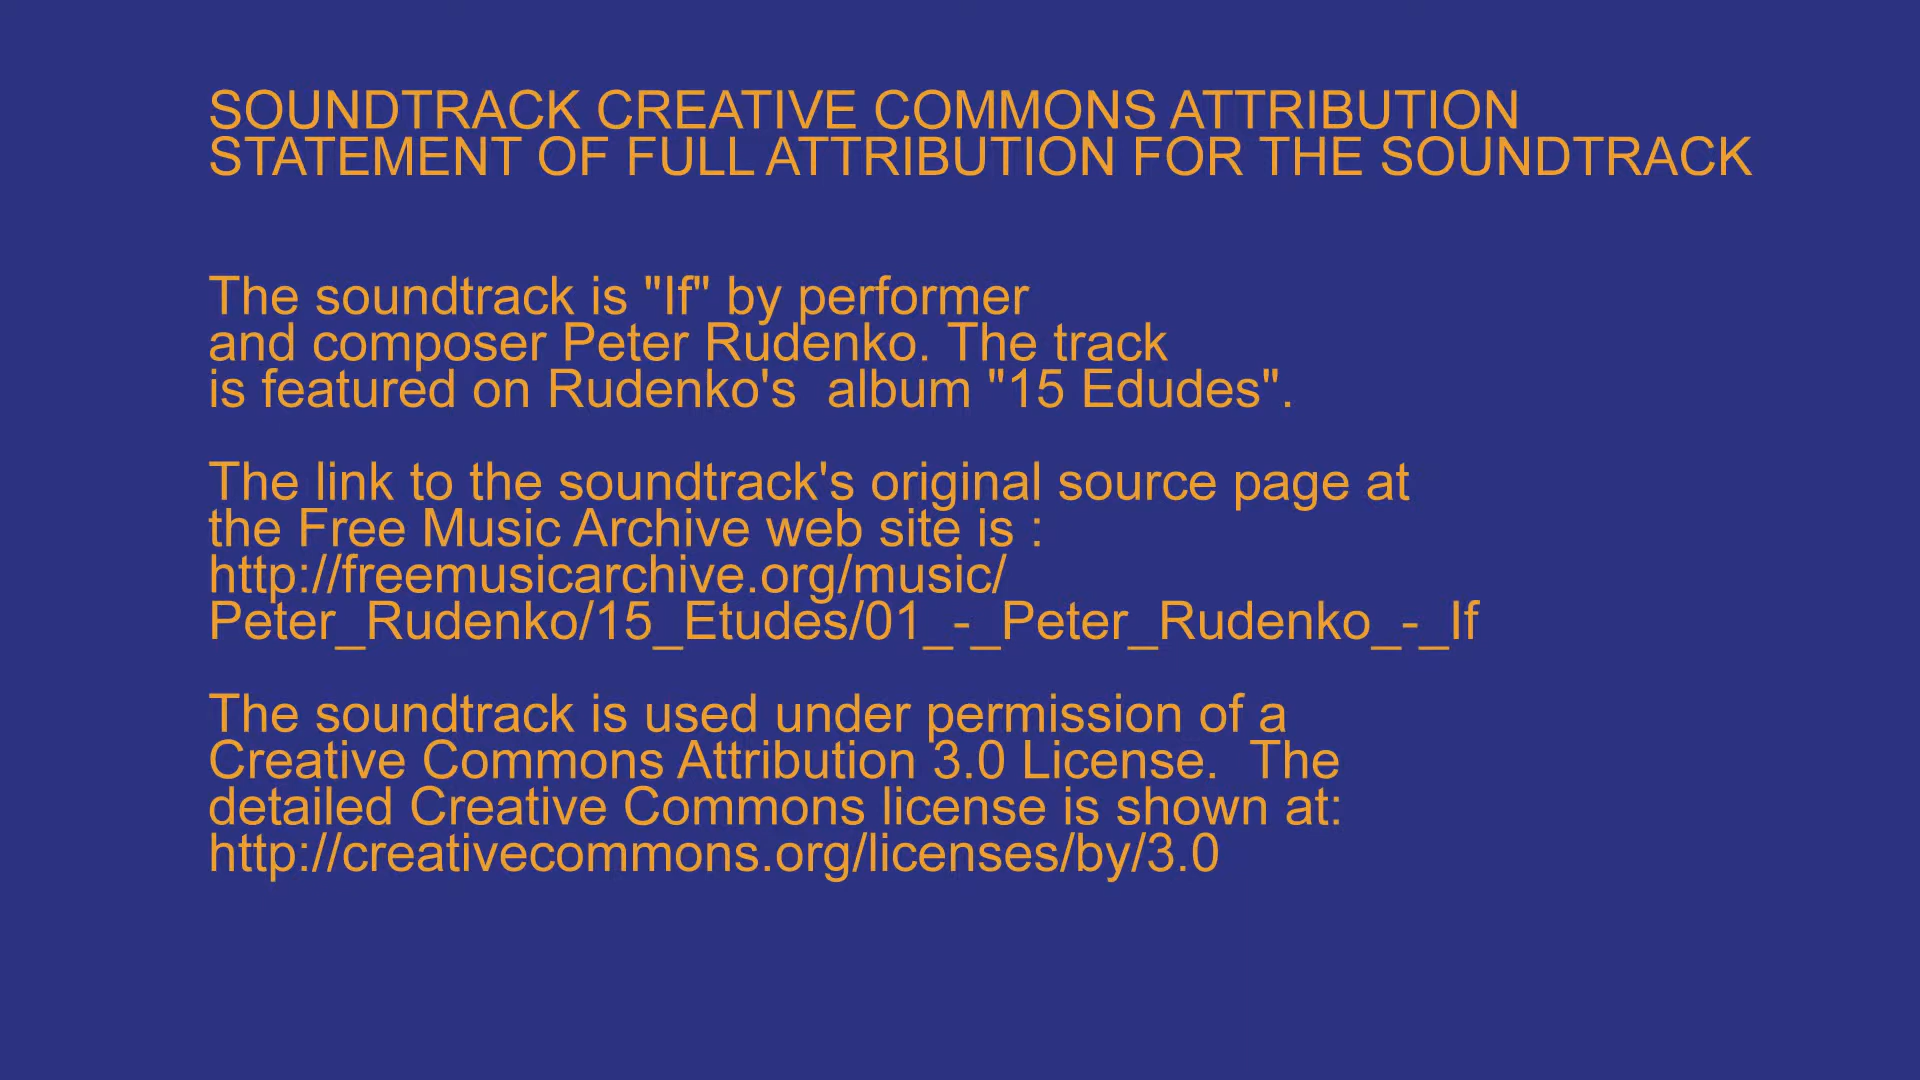 SOUNDTRACK CREATIVE COMMONS ATTRIBUTION
STATEMENT OF FULL ATTRIBUTION FOR THE SOUNDTRACK
The soundtrack is "If" by performer
and composer Peter Rudenko. The track
is featured on Rudenko's  album "15 Edudes".
The link to the soundtrack's original source page at
the Free Music Archive web site is :
http://freemusicarchive.org/music/
Peter_Rudenko/15_Etudes/01_-_Peter_Rudenko_-_If
The soundtrack is used under permission of a
Creative Commons Attribution 3.0 License.  The
detailed Creative Commons license is shown at:
http://creativecommons.org/licenses/by/3.0